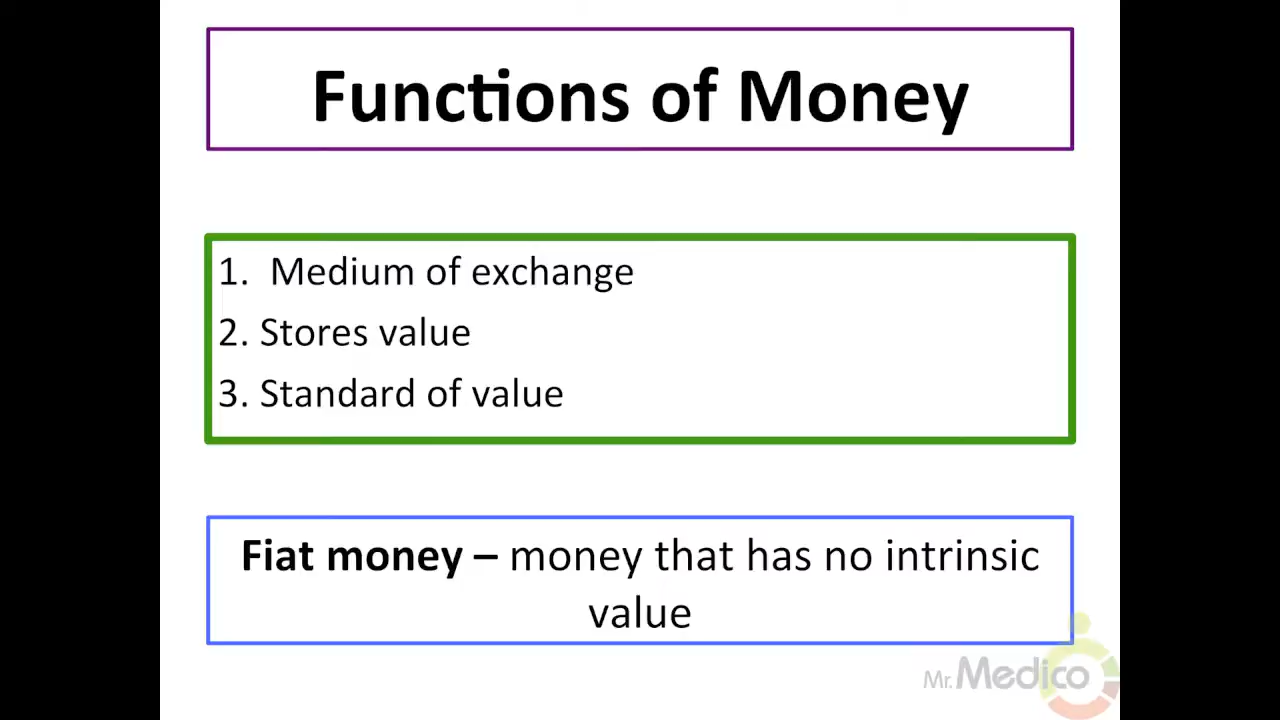 Functions of Money
1. Medium of exchange
2. Stores value
3. Standard of value
Fiat money – money that has no intrinsic
value
Mr. Medico